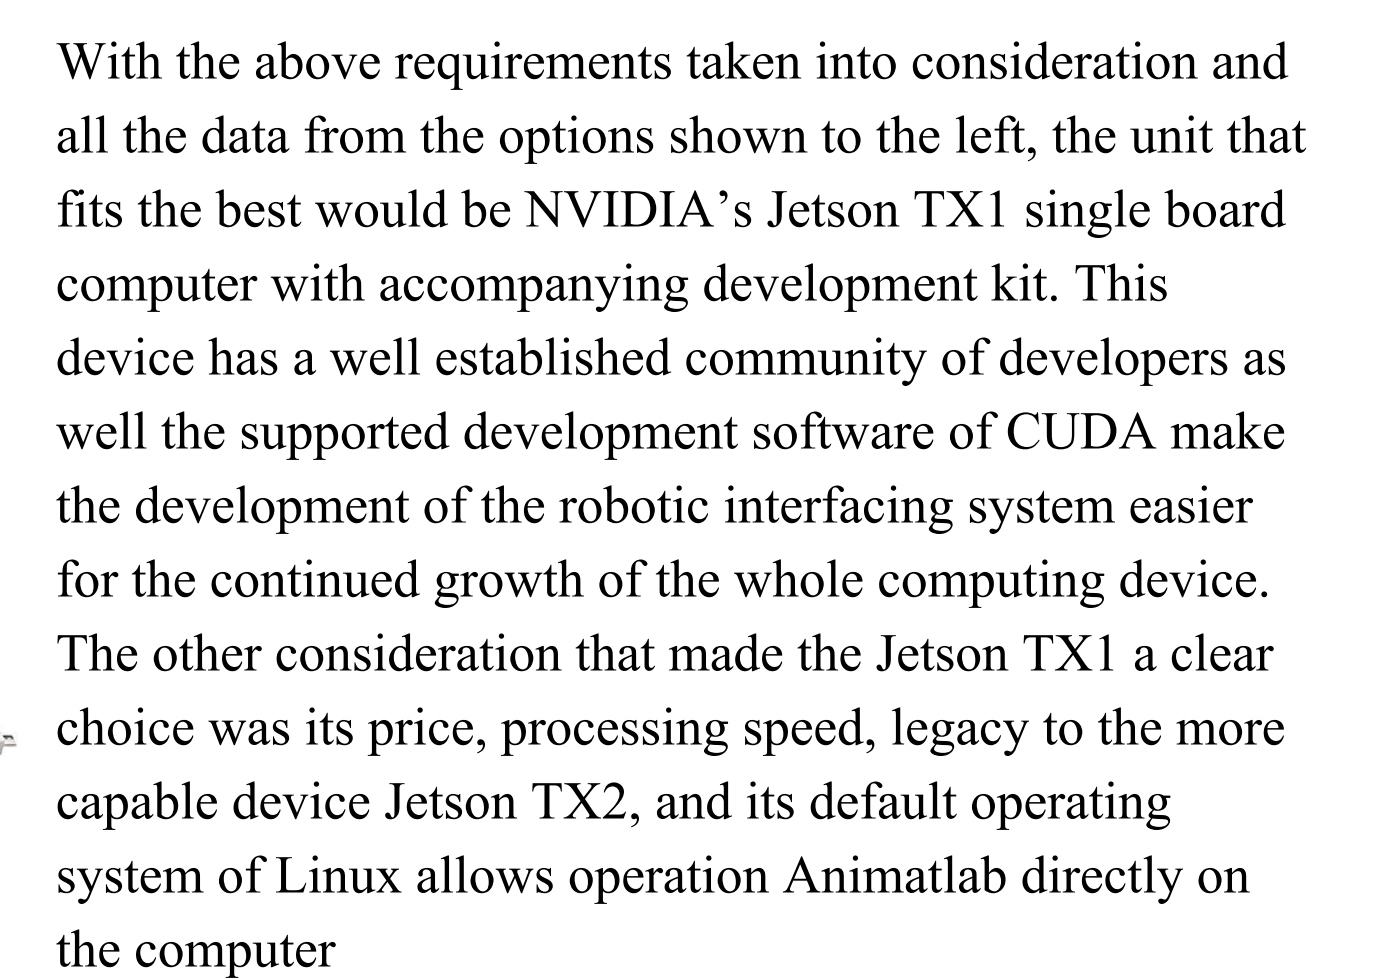 With the above requirements taken into consideration and
all the data from the options shown to the left, the unit that
fits the best would be NVIDIA’s Jetson TX1 single board
computer with accompanying development kit. This
device has a well established community of developers as
well the supported development software of CUDA make
the development of the robotic interfacing system easier
for the continued growth of the whole computing device.
The other consideration that made the Jetson TX1 a clear
choice was its price, processing speed, legacy to the more
capable device Jetson TX2, and its default operating
system of Linux allows operation Animatlab directly on
the computer